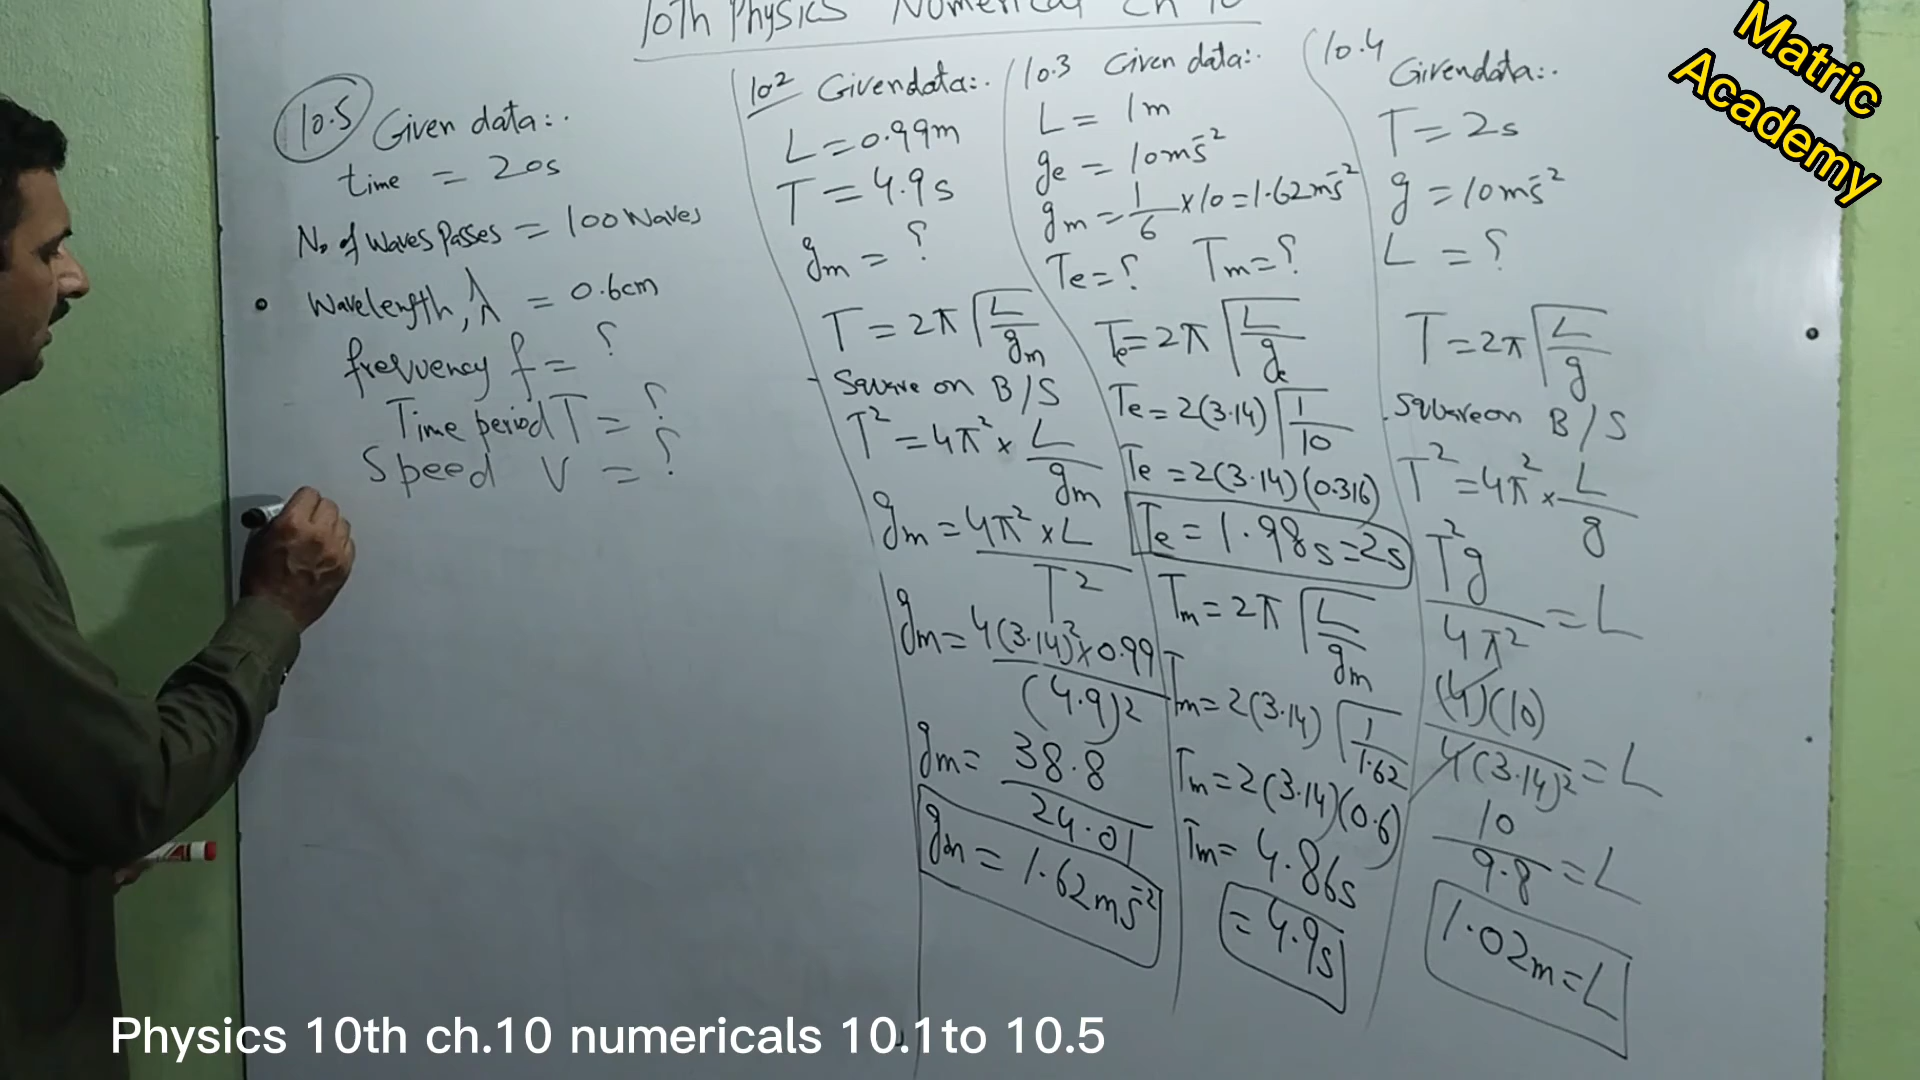 10th Physics Numerical Ch 10
Matric
Academy
10.5 Given data:.
time = 20s
No of Waves Passes = 100 Waves
Wavelength, λ = 0.6cm
frequency f = ?
Time period T = ?
Speed V = ?
10.2 Given data:.
L = 0.99m
T = 4.9s
gm = ?
T = 2π √L/gm
Square on B/S
T² = 4π² × L/gm
gm = 4π² × L / T²
gm = 4(3.14)² × 0.99 / (4.9)²
gm = 38.8 / 24.01
gm = 1.62ms⁻²
10.3 Given data:.
L = 1m
ge = 10ms⁻²
gm = 1/6 × 10 = 1.62ms⁻²
Te = ? Tm = ?
Te = 2π √L/ge
Te = 2(3.14) √1/10
Te = 2(3.14)(0.316)
Te = 1.98s = 2s
Tm = 2π √L/gm
Tm = 2(3.14) √1/1.62
Tm = 2(3.14)(0.6)
Tm = 4.86s
= 4.9s
10.4 Given data:.
T = 2s
g = 10ms⁻²
L = ?
T = 2π √L/g
Square on B/S
T² = 4π² × L/g
T²g / 4π² = L
(4)(10) / 4(3.14)² = L
10 / 9.8 = L
1.02m = L
Physics 10th ch.10 numericals 10.1to 10.5